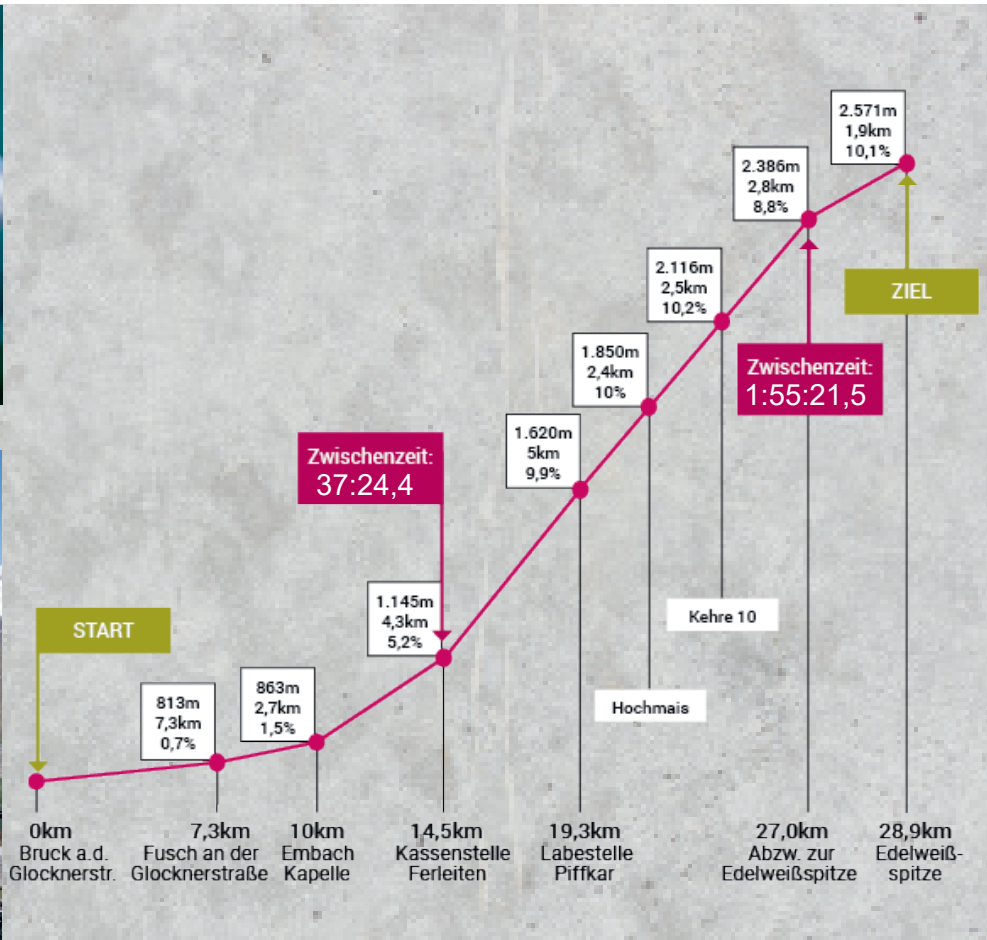 2.571m
1,9km
10,1%
2.386m
2,8km
8,8%
2.116m
2,5km
10,2%
ZIEL
1.850m
2,4km
10%
Zwischenzeit:
1:55:21,5
1.620m
5km
9,9%
Zwischenzeit:
37:24,4
1.145m
4,3km
5,2%
START
Kehre 10
863m
2,7km
1,5%
813m
7,3km
0,7%
Hochmais
0km
Bruck a.d.
Glocknerstr.
7,3km
Fusch an der
Glocknerstraße
10km
Embach
Kapelle
14,5km
Kassenstelle
Ferleiten
19,3km
Labestelle
Piffkar
27,0km
Abzw. zur
Edelweißspitze
28,9km
Edelweiß-
spitze